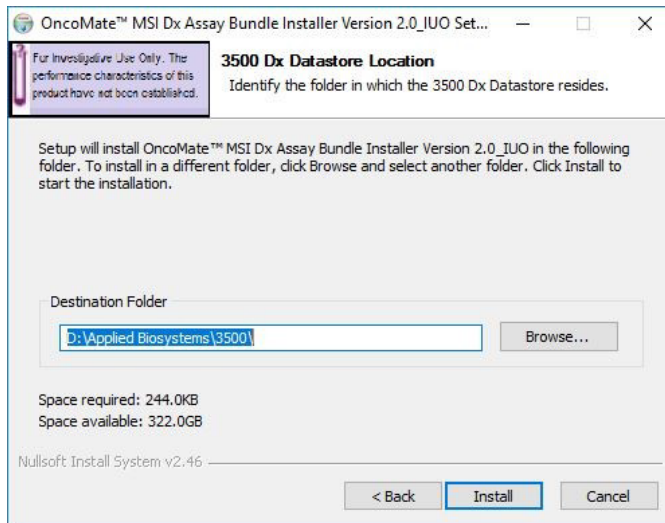 OncoMate™ MSI Dx Assay Bundle Installer Version 2.0_IUO Set...
For Investigative Use Only. The
performance characteristics of this
product have not been established.
3500 Dx Datastore Location
Identify the folder in which the 3500 Dx Datastore resides.
Setup will install OncoMate™ MSI Dx Assay Bundle Installer Version 2.0_IUO in the following
folder. To install in a different folder, click Browse and select another folder. Click Install to
start the installation.
Destination Folder
D:\Applied Biosystems\3500\
Browse...
Space required: 244.0KB
Space available: 322.0GB
Nullsoft Install System v2.46
< Back
Install
Cancel